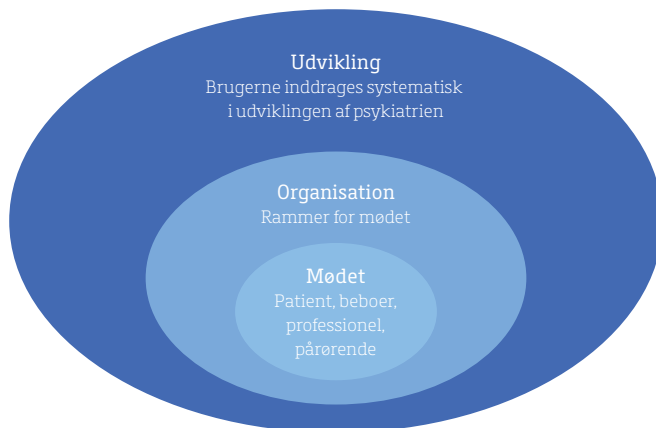 Udvikling
Brugerne inddrages systematisk
i udviklingen af psykiatrien
Organisation
Rammer for mødet
Mødet
Patient, beboer,
professionel,
pårørende